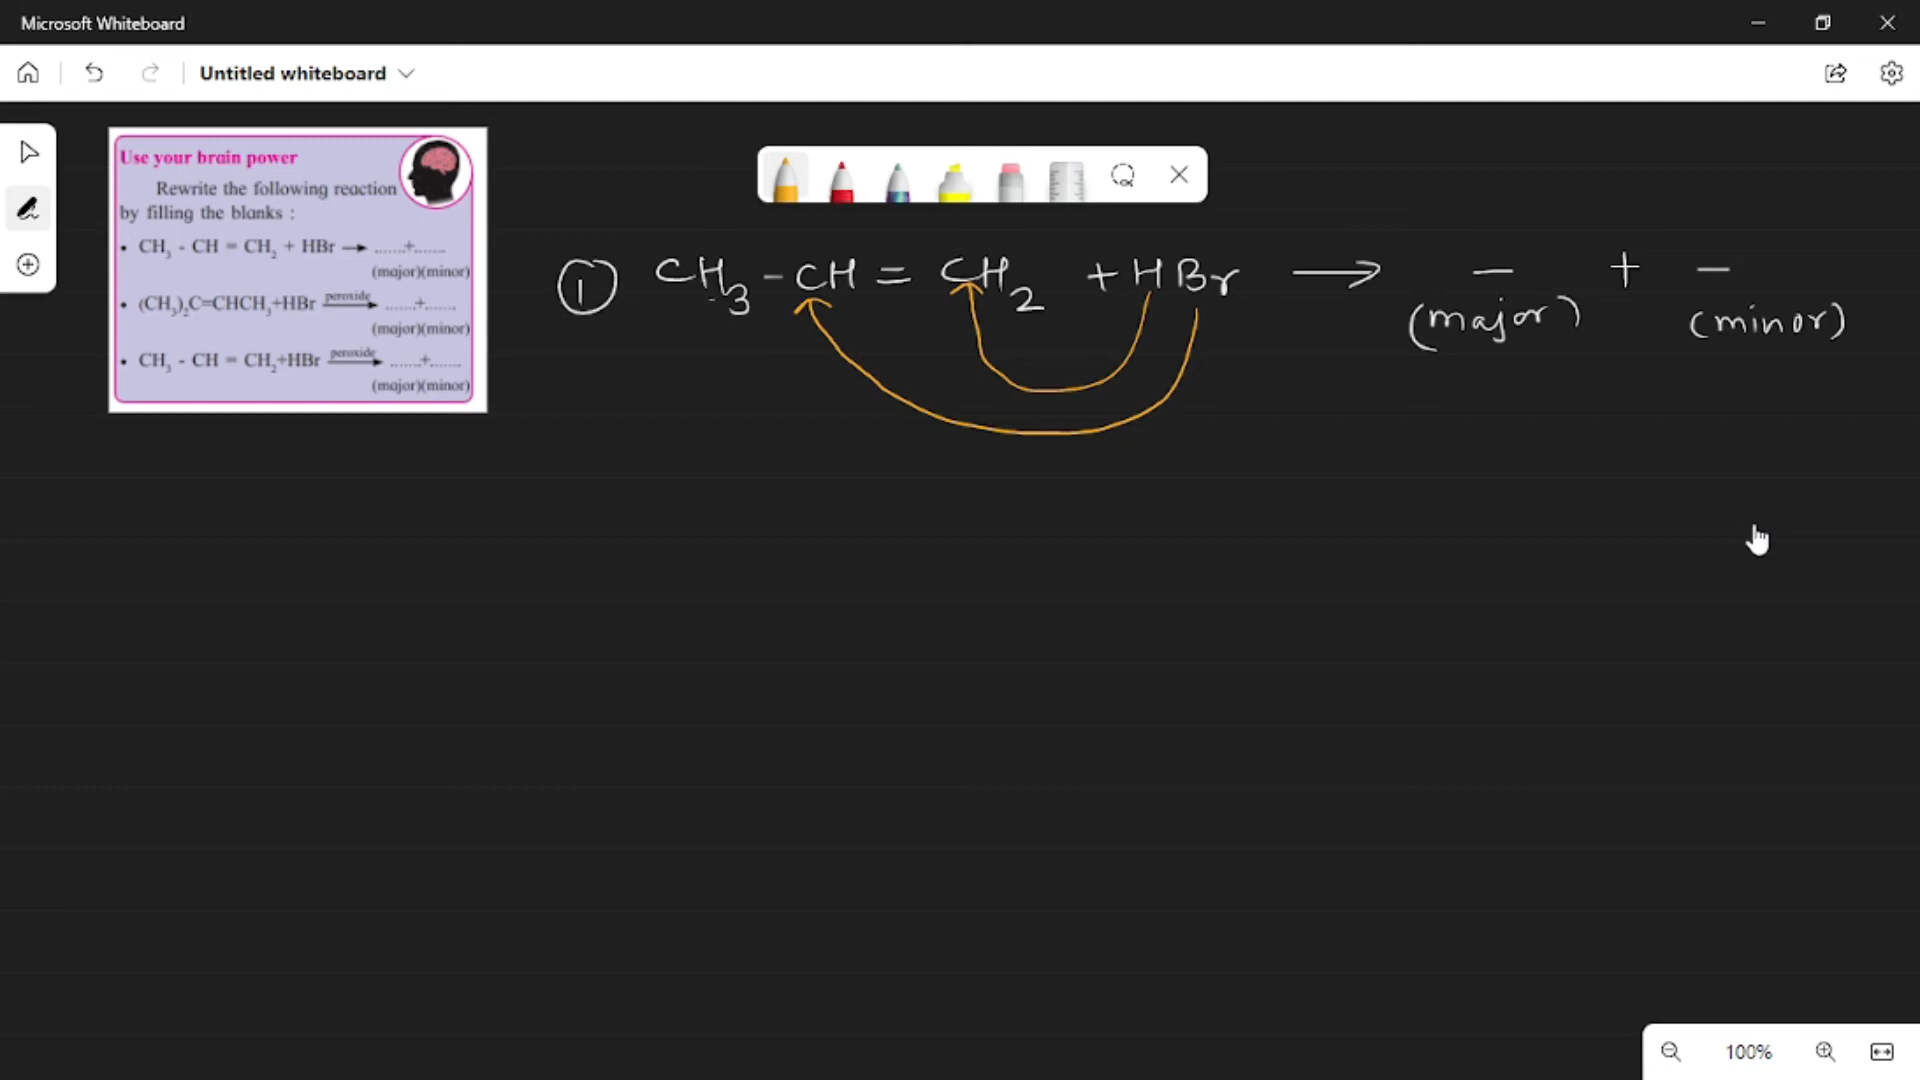 Microsoft Whiteboard
Untitled whiteboard
Use your brain power
Rewrite the following reaction
by filling the blanks :
• CH₃ - CH = CH₂ + HBr → .......+.......
(major)(minor)
• (CH₃)₂C=CHCH₃+HBr peroxide→ .......+.......
(major)(minor)
• CH₃ - CH = CH₂+HBr peroxide→ .......+.......
(major)(minor)
① CH₃ - CH = CH₂ + HBr → — + —
(major) (minor)
100%